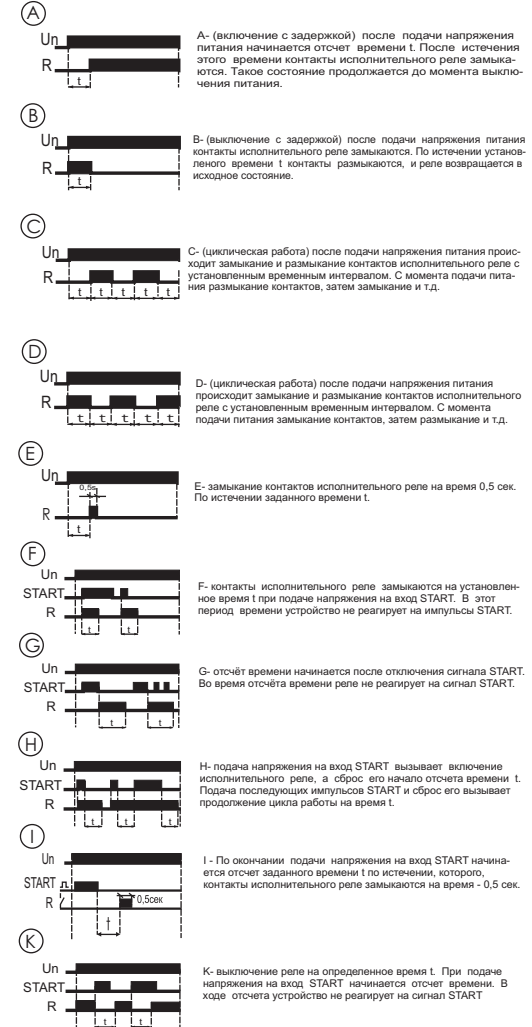 A
Un
R
t
A- (включение с задержкой) после подачи напряжения
питания начинается отсчет времени t. После истечения
этого времени контакты исполнительного реле замыка-
ются. Такое состояние продолжается до момента выклю-
чения питания.
B
Un
R
t
B- (выключение с задержкой) после подачи напряжения питания
контакты исполнительного реле замыкаются. По истечении установ-
леного времени t контакты размыкаются, и реле возвращается в
исходное состояние.
C
Un
R
t t t t t
C- (циклическая работа) после подачи напряжения питания проис-
ходит замыкание и размыкание контактов исполнительного реле с
установленным временным интервалом. С момента подачи пита-
ния размыкание контактов, затем замыкание и т.д.
D
Un
R
t t t t t
D- (циклическая работа) после подачи напряжения питания
происходит замыкание и размыкание контактов исполнительного
реле с установленным временным интервалом. С момента
подачи питания замыкание контактов, затем размыкание и т.д.
E
Un
0,5s
R
t
E- замыкание контактов исполнительного реле на время 0,5 сек.
По истечении заданного времени t.
F
Un
START
R
t t
F- контакты исполнительного реле замыкаются на установлен-
ное время t при подаче напряжения на вход START. В этот
период времени устройство не реагирует на импульсы START.
G
Un
START
R
t t
G- отсчёт времени начинается после отключения сигнала START.
Во время отсчёта времени реле не реагирует на сигнал START.
H
Un
START
R
t t t
H- подача напряжения на вход START вызывает включение
исполнительного реле, а сброс его начало отсчета времени t.
Подача последующих импульсов START и сброс его вызывает
продолжение цикла работы на время t.
I
Un
START
R
0,5сек
t
I - По окончании подачи напряжения на вход START начина-
ется отсчет заданного времени t по истечении, которого,
контакты исполнительного реле замыкаются на время - 0,5 сек.
K
Un
START
R
t t
K- выключение реле на определенное время t. При подаче
напряжения на вход START начинается отсчет времени. В
ходе отсчета устройство не реагирует на сигнал START